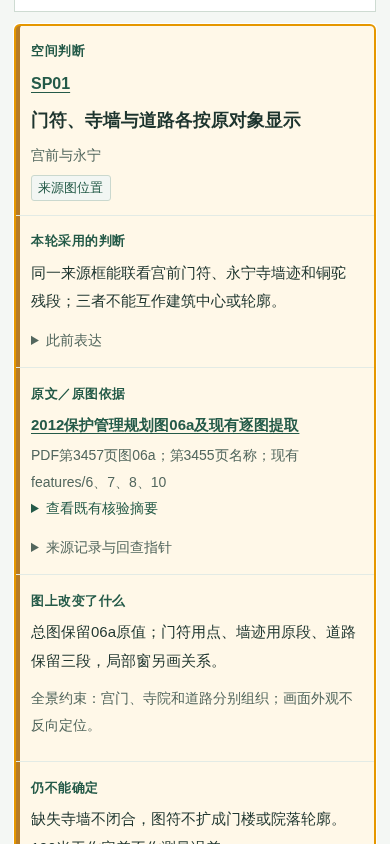 空间判断
SP01
门符、寺墙与道路各按原对象显示
宫前与永宁
来源图位置
本轮采用的判断
同一来源框能联看宫前门符、永宁寺墙迹和铜驼
残段；三者不能互作建筑中心或轮廓。
▶ 此前表达
原文／原图依据
2012保护管理规划图06a及现有逐图提取
PDF第3457页图06a；第3455页名称；现有
features/6、7、8、10
▶ 查看既有核验摘要
▶ 来源记录与回查指针
图上改变了什么
总图保留06a原值；门符用点、墙迹用原段、道路
保留三段，局部窗另画关系。
全景约束：宫门、寺院和道路分别组织；画面外观不
反向定位。
仍不能确定
缺失寺墙不闭合，图符不扩成门楼或院落轮廓。